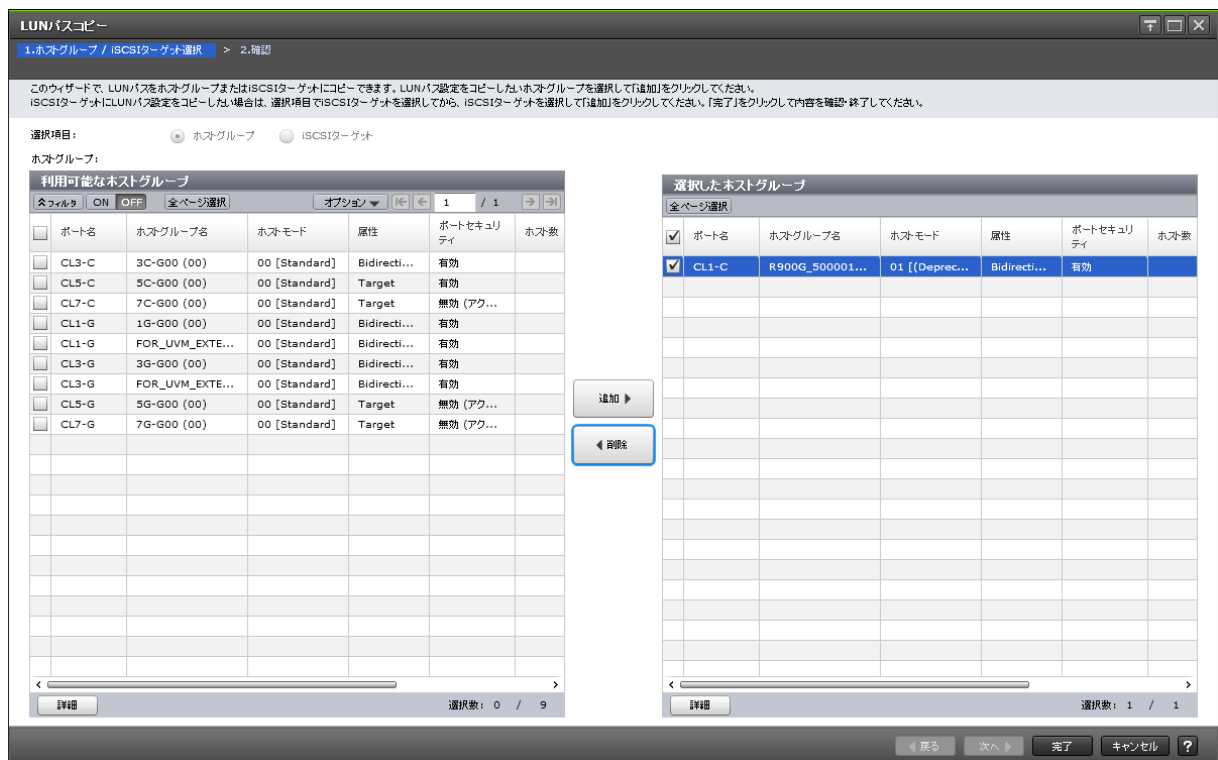 LUNパスコピー
1.ホストグループ / iSCSIターゲット選択 > 2.確認
このウィザードで、LUNパスをホストグループまたはiSCSIターゲットにコピーできます。LUNパス設定をコピーしたいホストグループを選択して「追加」をクリックしてください。
iSCSIターゲットにLUNパス設定をコピーしたい場合は、選択項目でiSCSIターゲットを選択してから、iSCSIターゲットを選択して「追加」をクリックしてください。「完了」をクリックして内容を確認・終了してください。
選択項目: ホストグループ iSCSIターゲット
ホストグループ:
利用可能なホストグループ
フィルタ ON OFF 全ページ選択 オプション 1 / 1
ポート名 ホストグループ名 ホストモード 属性 ポートセキュリティ ホスト数
CL3-C 3C-G00 (00) 00 [Standard] Bidirecti... 有効
CL5-C 5C-G00 (00) 00 [Standard] Target 有効
CL7-C 7C-G00 (00) 00 [Standard] Target 無効 (アク...
CL1-G 1G-G00 (00) 00 [Standard] Bidirecti... 有効
CL1-G FOR_UVM_EXTE... 00 [Standard] Bidirecti... 有効
CL3-G 3G-G00 (00) 00 [Standard] Bidirecti... 有効
CL3-G FOR_UVM_EXTE... 00 [Standard] Bidirecti... 有効
CL5-G 5G-G00 (00) 00 [Standard] Target 無効 (アク...
CL7-G 7G-G00 (00) 00 [Standard] Target 無効 (アク...
詳細 選択数: 0 / 9
追加
削除
選択したホストグループ
全ページ選択
ポート名 ホストグループ名 ホストモード 属性 ポートセキュリティ ホスト数
CL1-C R900G_500001... 01 [(Deprec... Bidirecti... 有効
詳細 選択数: 1 / 1
戻る 次へ 完了 キャンセル ?